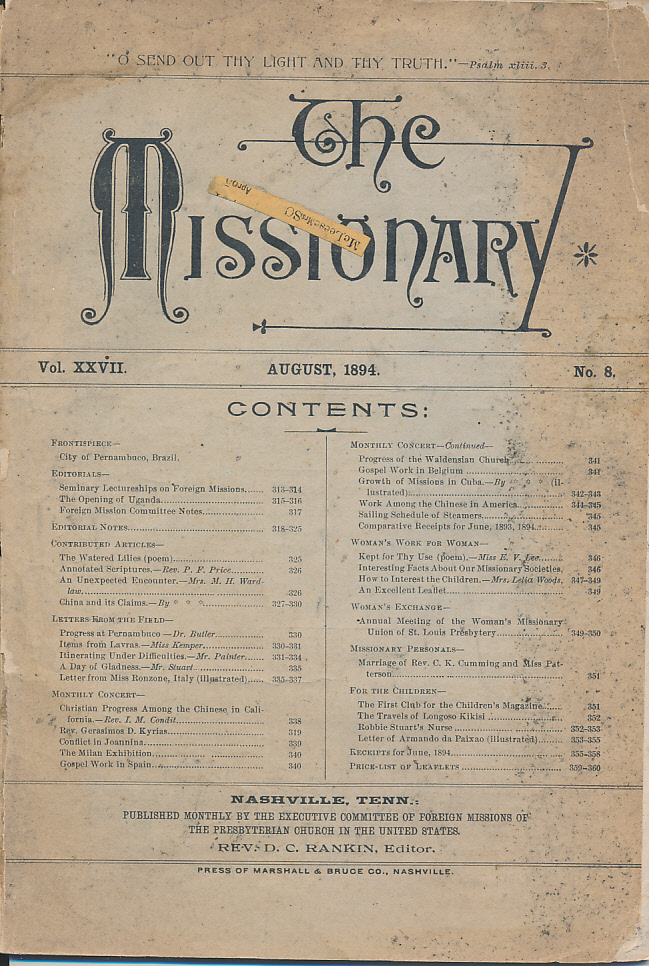 "O SEND OUT THY LIGHT AND THY TRUTH."—Psalm xliii. 3.
The
Missionary
McLees Mrs S C
Apr95
Vol. XXVII.
AUGUST, 1894.
No. 8.
CONTENTS:
FRONTISPIECE—
City of Pernambuco, Brazil.
EDITORIALS—
Seminary Lectureships on Foreign Missions...... 313-314
The Opening of Uganda...... 315-316
Foreign Mission Committee Notes...... 317
EDITORIAL NOTES...... 318-325
CONTRIBUTED ARTICLES—
The Watered Lilies (poem)...... 325
Annotated Scriptures.—Rev. P. F. Price...... 326
An Unexpected Encounter.—Mrs. M. H. Ward-
law...... 326
China and its Claims.—By * * *...... 327-330
LETTERS FROM THE FIELD—
Progress at Pernambuco—Dr. Butler...... 330
Items from Lavras.—Miss Kemper...... 330-331
Itinerating Under Difficulties.—Mr. Painter...... 331-334
A Day of Gladness.—Mr. Stuart...... 335
Letter from Miss Ronzone, Italy (illustrated)...... 335-337
MONTHLY CONCERT—
Christian Progress Among the Chinese in Cali-
fornia.—Rev. I. M. Condit...... 338
Rev. Gerasimos D. Kyrias...... 319
Conflict in Joannina...... 339
The Milan Exhibition...... 340
Gospel Work in Spain...... 340
MONTHLY CONCERT—Continued—
Progress of the Waldensian Church...... 341
Gospel Work in Belgium...... 341
Growth of Missions in Cuba.—By * * * (il-
lustrated)...... 342-343
Work Among the Chinese in America...... 344-345
Sailing Schedule of Steamers...... 345
Comparative Receipts for June, 1893, 1894...... 345
WOMAN'S WORK FOR WOMAN—
Kept for Thy Use (poem).—Miss E. V. Lee...... 346
Interesting Facts About Our Missionary Societies. 346
How to Interest the Children.—Mrs. Lelia Woods. 347-349
An Excellent Leaflet...... 349
WOMAN'S EXCHANGE—
Annual Meeting of the Woman's Missionary
Union of St. Louis Presbytery...... 349-350
MISSIONARY PERSONALS—
Marriage of Rev. C. K. Cumming and Miss Pat-
terson...... 351
FOR THE CHILDREN—
The First Club for the Children's Magazine...... 351
The Travels of Longoso Kikisi...... 352
Robbie Stuart's Nurse...... 352-353
Letter of Armando da Paixao (illustrated)...... 353-355
RECEIPTS for June, 1894...... 355-358
PRICE-LIST OF LEAFLETS...... 359-360
NASHVILLE, TENN.:
PUBLISHED MONTHLY BY THE EXECUTIVE COMMITTEE OF FOREIGN MISSIONS OF
THE PRESBYTERIAN CHURCH IN THE UNITED STATES.
REV. D. C. RANKIN, Editor.
PRESS OF MARSHALL & BRUCE CO., NASHVILLE.